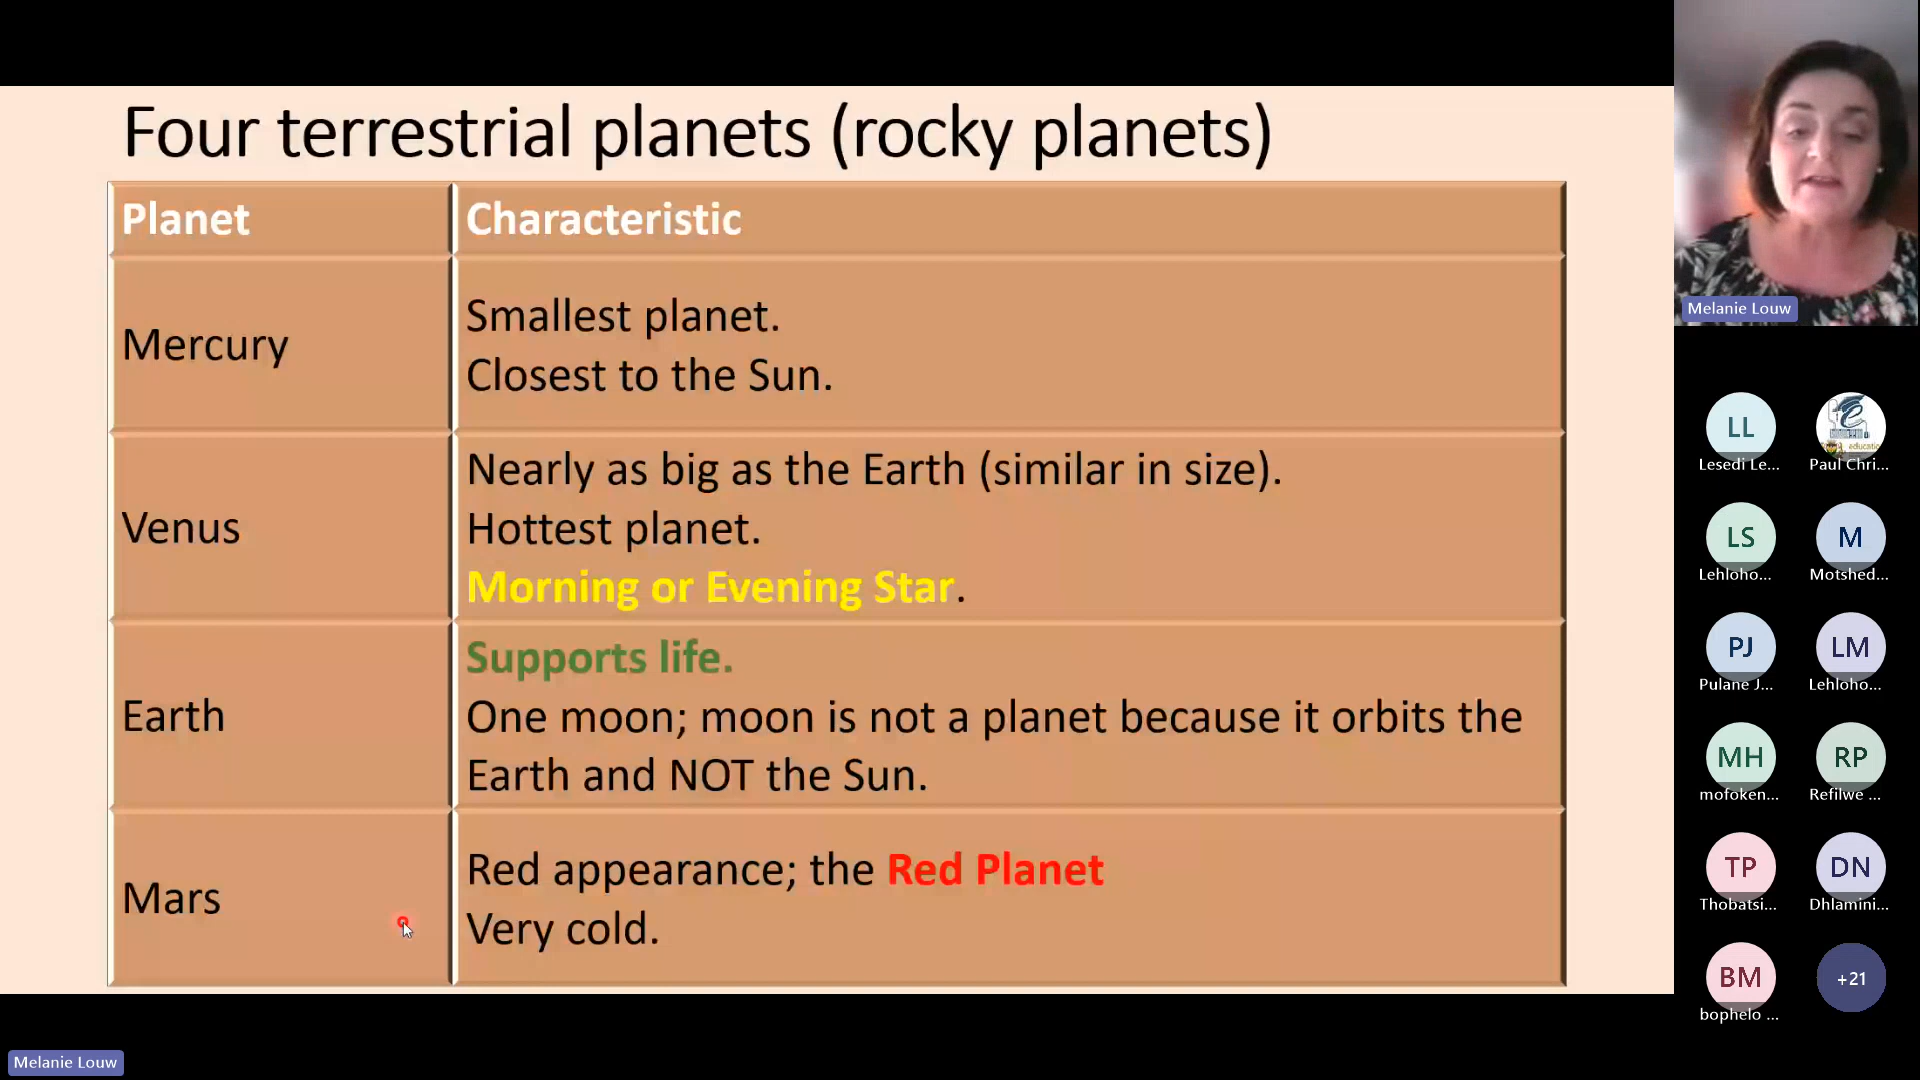 Four terrestrial planets (rocky planets)
Planet
Characteristic
Mercury
Smallest planet.
Closest to the Sun.
Venus
Nearly as big as the Earth (similar in size).
Hottest planet.
Morning or Evening Star.
Earth
Supports life.
One moon; moon is not a planet because it orbits the
Earth and NOT the Sun.
Mars
Red appearance; the Red Planet
Very cold.
Melanie Louw
LL
Lesedi Le...
Paul Chri...
LS
Lehloho...
M
Motshed...
PJ
Pulane J...
LM
Lehloho...
MH
mofoken...
RP
Refilwe ...
TP
Thobatsi...
DN
Dhlamini...
BM
bophelo ...
+21
Melanie Louw